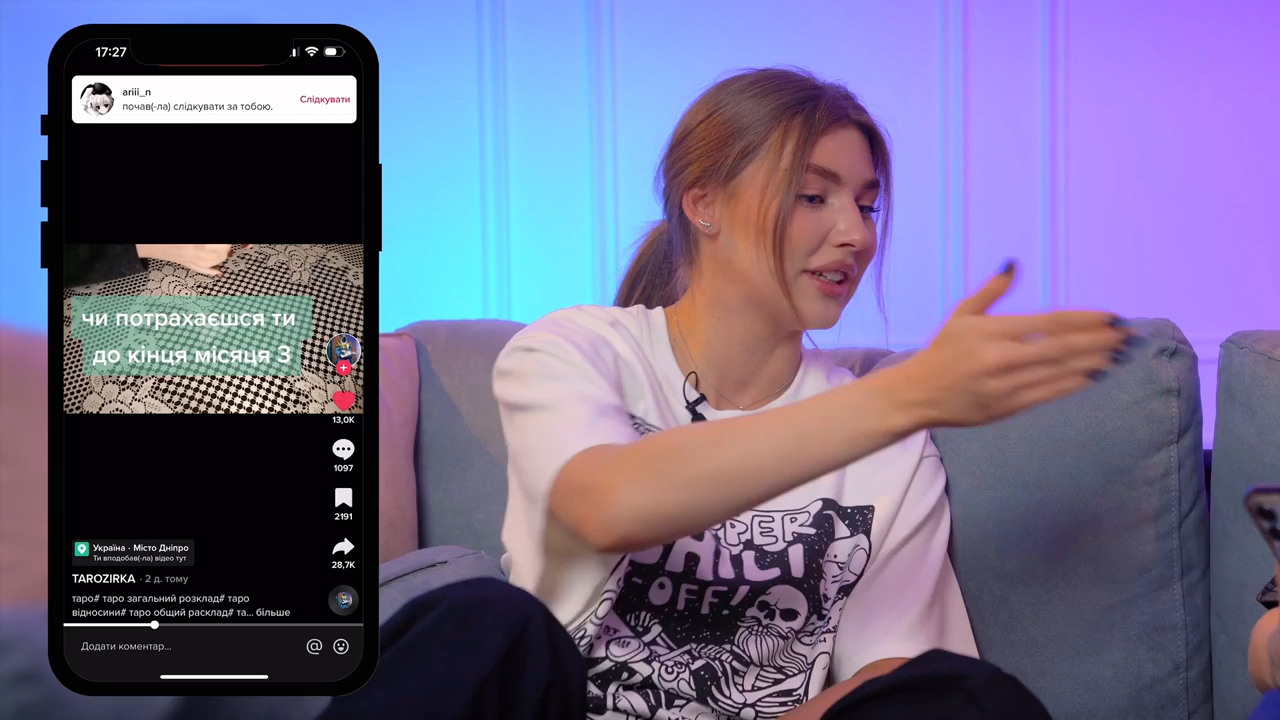 17:27
ariii_n
почав(-ла) слідкувати за тобою.
Слідкувати
чи потрахаєшся ти
до кінця місяця 3
13,0K
1097
2191
28,7K
Україна · Місто Дніпро
Ти вподобав(-ла) відео тут
TAROZIRKA · 2 д. тому
таро# таро загальний розклад# таро
відносини# таро общий расклад# та... більше
Додати коментар...
CHILI
-OFF!